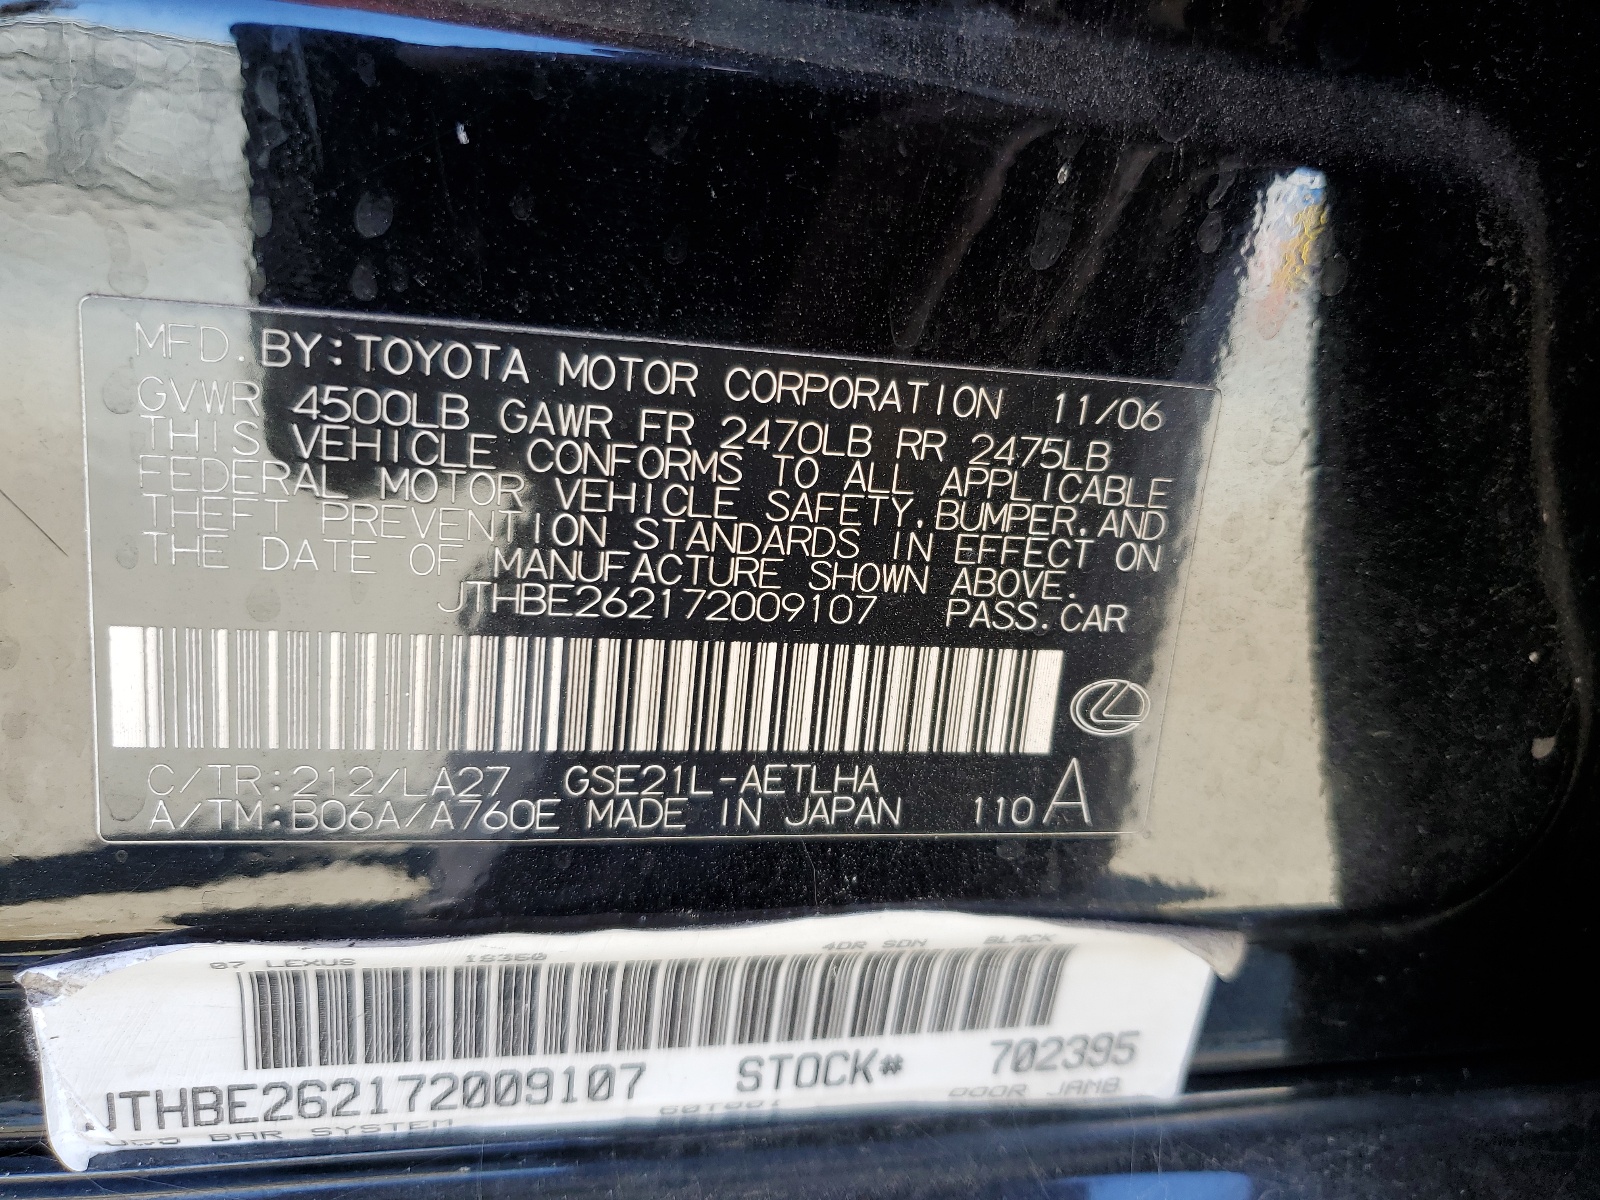 MFD. BY: TOYOTA MOTOR CORPORATION 11/06
GVWR 4500LB GAWR FR 2470LB RR 2475LB
THIS VEHICLE CONFORMS TO ALL APPLICABLE
FEDERAL MOTOR VEHICLE SAFETY, BUMPER, AND
THEFT PREVENTION STANDARDS IN EFFECT ON
THE DATE OF MANUFACTURE SHOWN ABOVE.
JTHBE262172009107 PASS. CAR
C/TR: 212/LA27 GSE21L-AETLHA
A/TM: B06A/A760E MADE IN JAPAN 110 A
07 LEXUS IS350 4DR SDN BLACK
JTHBE262172009107 STOCK# 702395
BAR SYSTEM DOOR JAMB